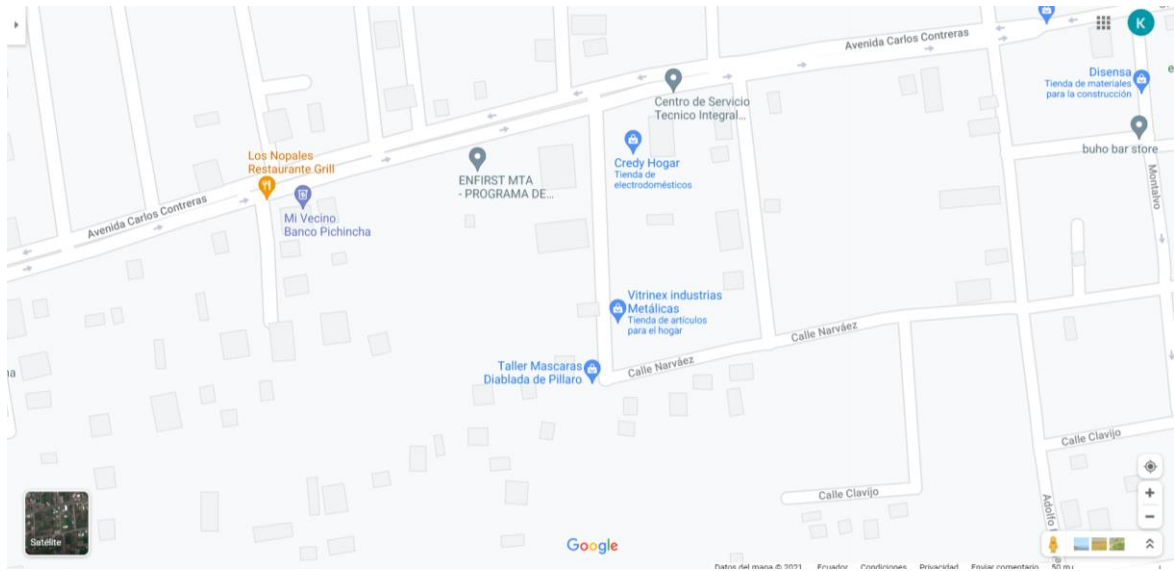 K
Avenida Carlos Contreras
Disensa
Tienda de materiales
para la construcción
Centro de Servicio
Tecnico Integral...
buho bar store
Credy Hogar
Tienda de
electrodomésticos
Los Nopales
Restaurante Grill
ENFIRST MTA
- PROGRAMA DE...
Mi Vecino
Banco Pichincha
Avenida Carlos Contreras
Montalvo
Vitrinex industrias
Metálicas
Tienda de artículos
para el hogar
Calle Narváez
Taller Mascaras
Diablada de Pillaro
Calle Narváez
Calle Clavijo
Calle Clavijo
Adolfo
Satélite
Google
Datos del mapa © 2021 Ecuador Condiciones Privacidad Enviar comentario 50 m